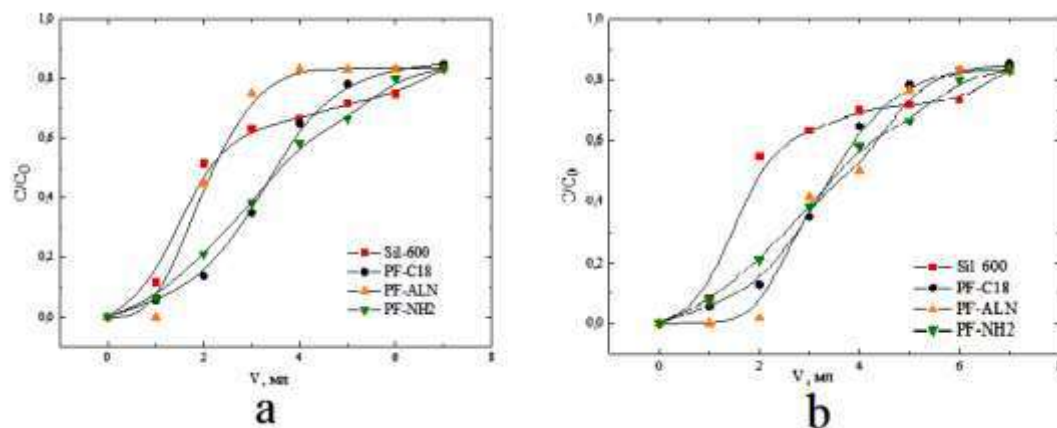 1,0
0,8
0,6
0,4
0,2
0,0
C/C0
0 2 4 6 8
V, мл
Sil-600
PF-C18
PF-ALN
PF-NH2
a
1,0
0,8
0,6
0,4
0,2
0,0
C/C0
0 2 4 6
V, мл
Sil 600
PF-C18
PF-ALN
PF-NH2
b